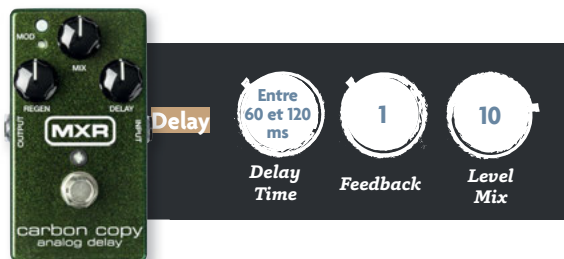 MOD
MIX
REGEN
DELAY
OUTPUT
MXR
INPUT
carbon copy
analog delay
Delay
Entre
60 et 120
ms
Delay
Time
1
Feedback
10
Level
Mix